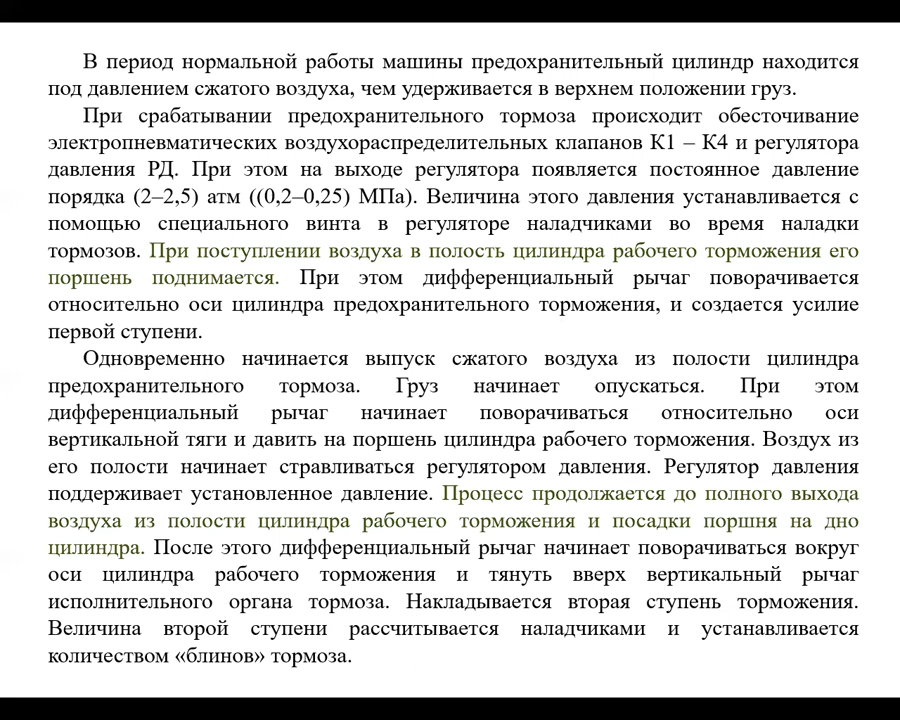 В период нормальной работы машины предохранительный цилиндр находится
под давлением сжатого воздуха, чем удерживается в верхнем положении груз.
При срабатывании предохранительного тормоза происходит обесточивание
электропневматических воздухораспределительных клапанов К1 – К4 и регулятора
давления РД. При этом на выходе регулятора появляется постоянное давление
порядка (2–2,5) атм ((0,2–0,25) МПа). Величина этого давления устанавливается с
помощью специального винта в регуляторе наладчиками во время наладки
тормозов. При поступлении воздуха в полость цилиндра рабочего торможения его
поршень поднимается. При этом дифференциальный рычаг поворачивается
относительно оси цилиндра предохранительного торможения, и создается усилие
первой ступени.
Одновременно начинается выпуск сжатого воздуха из полости цилиндра
предохранительного тормоза. Груз начинает опускаться. При этом
дифференциальный рычаг начинает поворачиваться относительно оси
вертикальной тяги и давить на поршень цилиндра рабочего торможения. Воздух из
его полости начинает стравливаться регулятором давления. Регулятор давления
поддерживает установленное давление. Процесс продолжается до полного выхода
воздуха из полости цилиндра рабочего торможения и посадки поршня на дно
цилиндра. После этого дифференциальный рычаг начинает поворачиваться вокруг
оси цилиндра рабочего торможения и тянуть вверх вертикальный рычаг
исполнительного органа тормоза. Накладывается вторая ступень торможения.
Величина второй ступени рассчитывается наладчиками и устанавливается
количеством «блинов» тормоза.